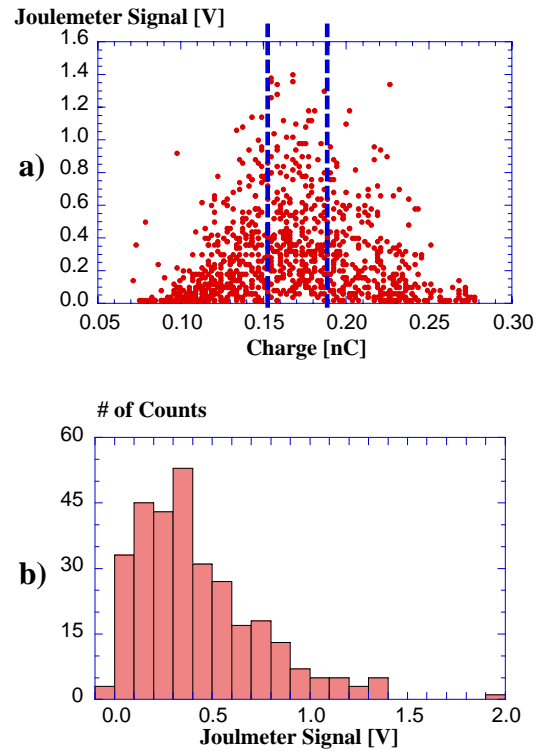 Joulemeter Signal [V]
1.6
1.4
1.2
1.0
a)
0.8
0.6
0.4
0.2
0.0
0.05 0.10 0.15 0.20 0.25 0.30
Charge [nC]
# of Counts
60
45
b)
30
15
0
0.0 0.5 1.0 1.5 2.0
Joulmeter Signal [V]